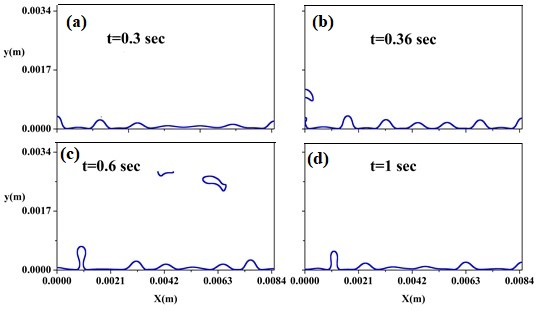 (a)
t=0.3 sec
(b)
t=0.36 sec
0.0034
y(m)
0.0017
0.0000
(c)
t=0.6 sec
(d)
t=1 sec
0.0034
y(m)
0.0017
0.0000
0.0000 0.0021 0.0042 0.0063 0.0084 0.0000 0.0021 0.0042 0.0063 0.0084
X(m) X(m)